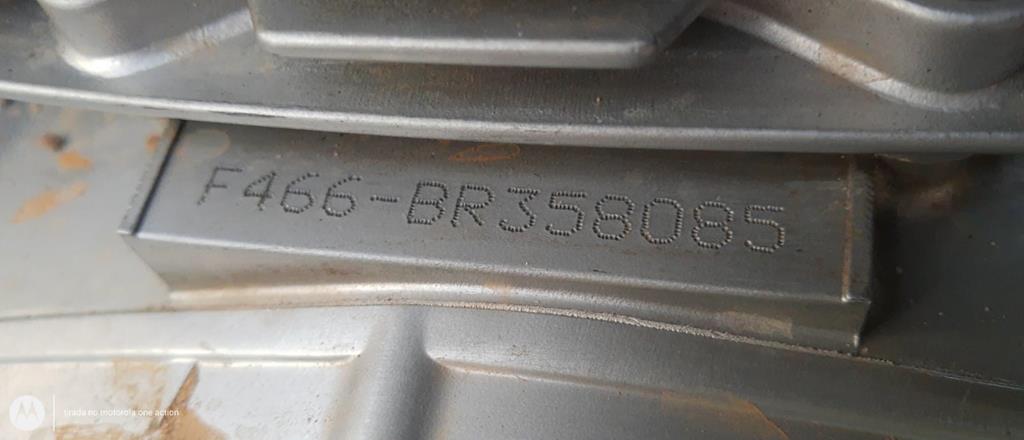 F466-BR358085
tirada no motorola one action